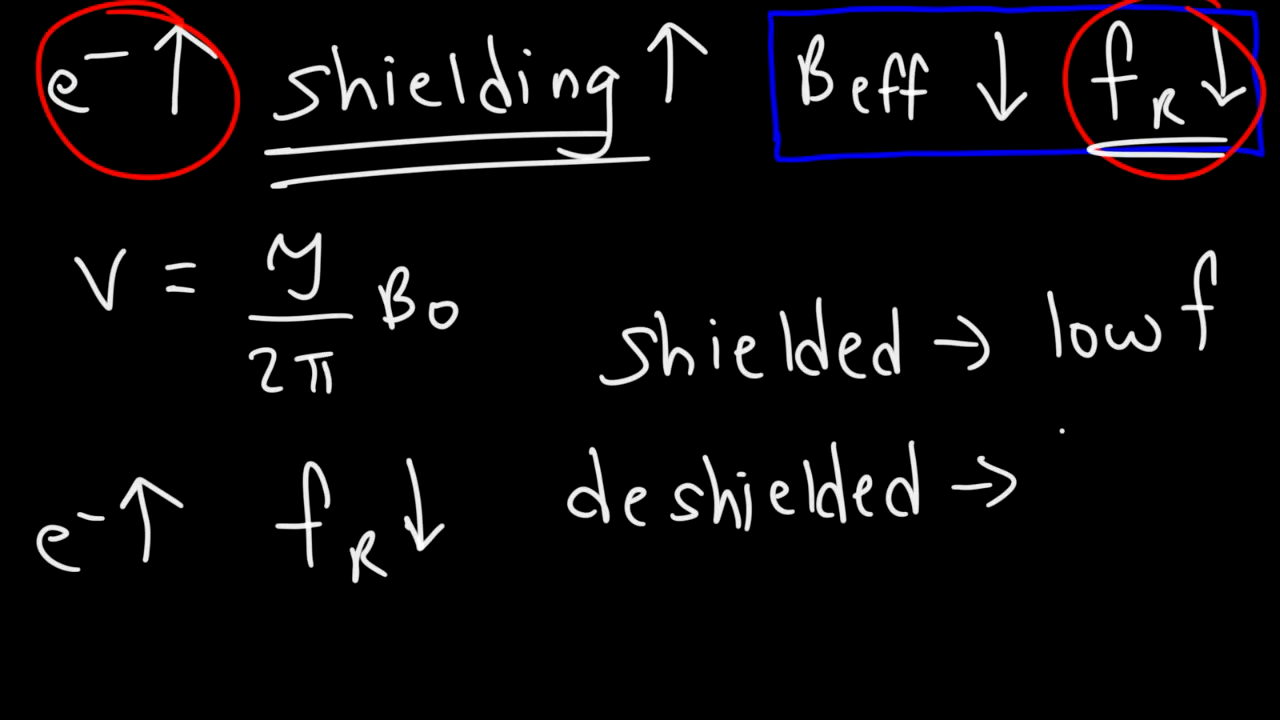 e⁻ ↑ shielding ↑ Beff ↓ fR ↓
V = γ/2π B0
shielded → low f
e⁻ ↑ fR ↓
deshielded →